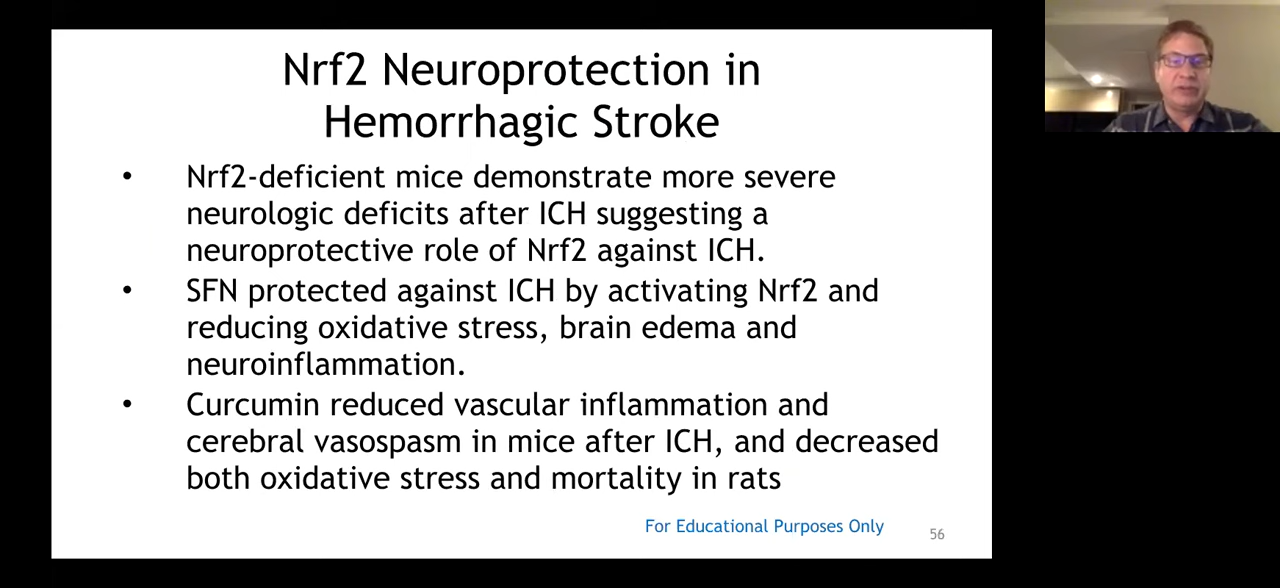 Nrf2 Neuroprotection in
Hemorrhagic Stroke
• Nrf2-deficient mice demonstrate more severe
neurologic deficits after ICH suggesting a
neuroprotective role of Nrf2 against ICH.
• SFN protected against ICH by activating Nrf2 and
reducing oxidative stress, brain edema and
neuroinflammation.
• Curcumin reduced vascular inflammation and
cerebral vasospasm in mice after ICH, and decreased
both oxidative stress and mortality in rats
For Educational Purposes Only
56